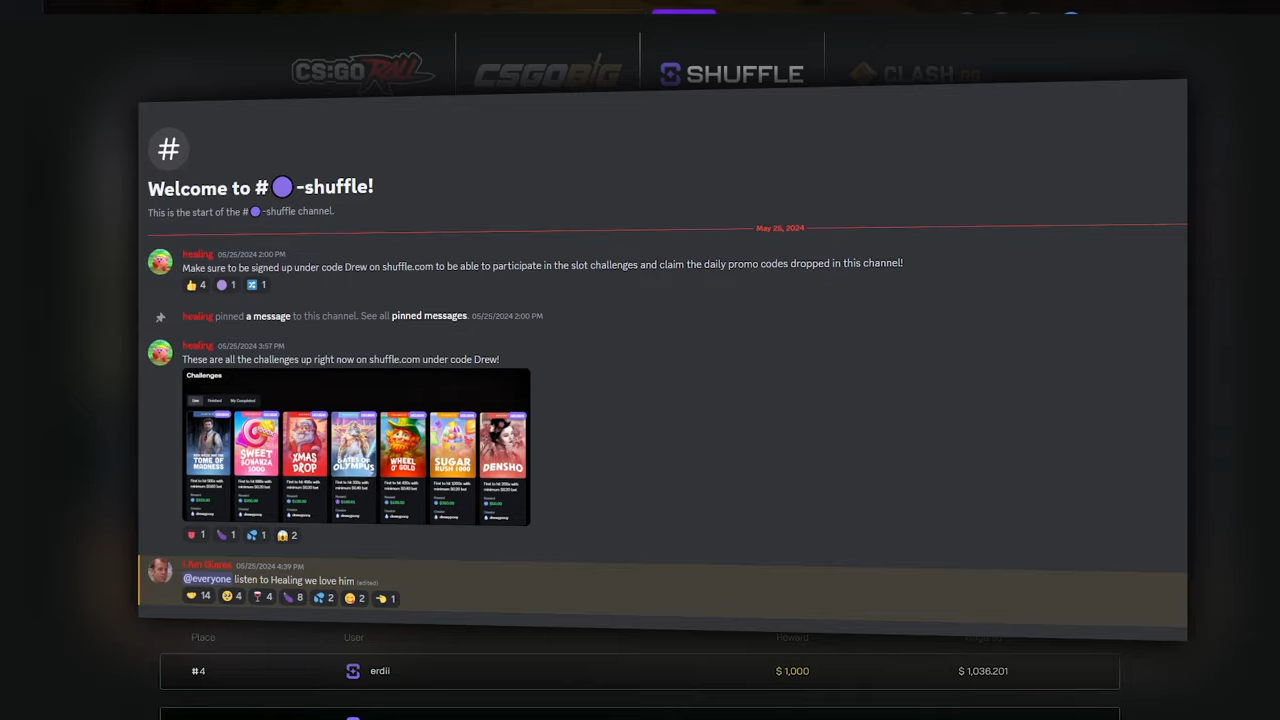 CS:GO
CSGOBIG
SHUFFLE
CLASH.GG
#
Welcome to #-shuffle!
This is the start of the #-shuffle channel.
May 25, 2024
healing 05/25/2024 2:00 PM
Make sure to be signed up under code Drew on shuffle.com to be able to participate in the slot challenges and claim the daily promo codes dropped in this channel!
4 1 1
healing pinned a message to this channel. See all pinned messages. 05/25/2024 2:00 PM
healing 05/25/2024 3:57 PM
These are all the challenges up right now on shuffle.com under code Drew!
Challenges
Live Finished My Completed
TOME OF MADNESS
SWEET BONANZA 1000
XMAS DROP
GATES OF OLYMPUS
WHEEL O' GOLD
SUGAR RUSH 1000
DENSHO
1 1 1 2
05/25/2024 4:39 PM
@everyone listen to Healing we love him (edited)
14 4 4 8 2 2 1
Place User Reward
#4 erdii $ 1,000 $ 1,036.201